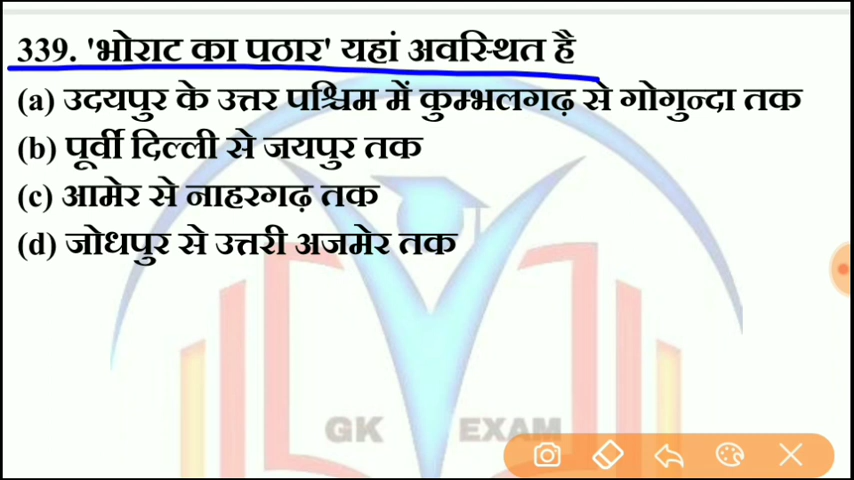 339. 'भोराट का पठार' यहां अवस्थित है
(a) उदयपुर के उत्तर पश्चिम में कुम्भलगढ़ से गोगुन्दा तक
(b) पूर्वी दिल्ली से जयपुर तक
(c) आमेर से नाहरगढ़ तक
(d) जोधपुर से उत्तरी अजमेर तक
GK EXAM